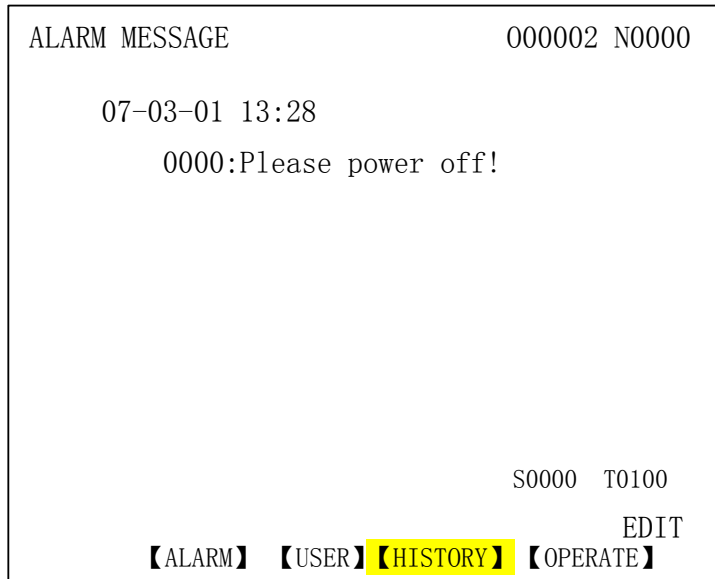 ALARM MESSAGE O00002 N0000
07-03-01 13:28
0000:Please power off!
S0000 T0100
EDIT
【ALARM】 【USER】【HISTORY】 【OPERATE】